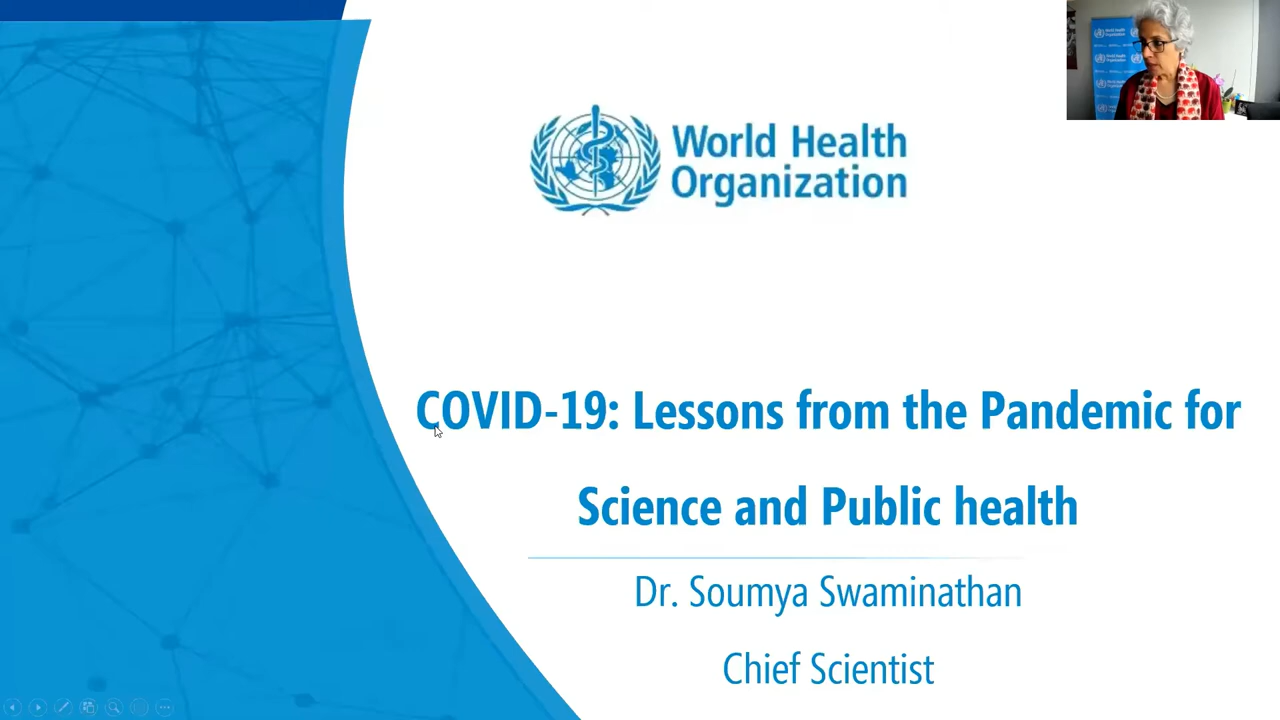 World Health
Organization
COVID-19: Lessons from the Pandemic for
Science and Public health
Dr. Soumya Swaminathan
Chief Scientist